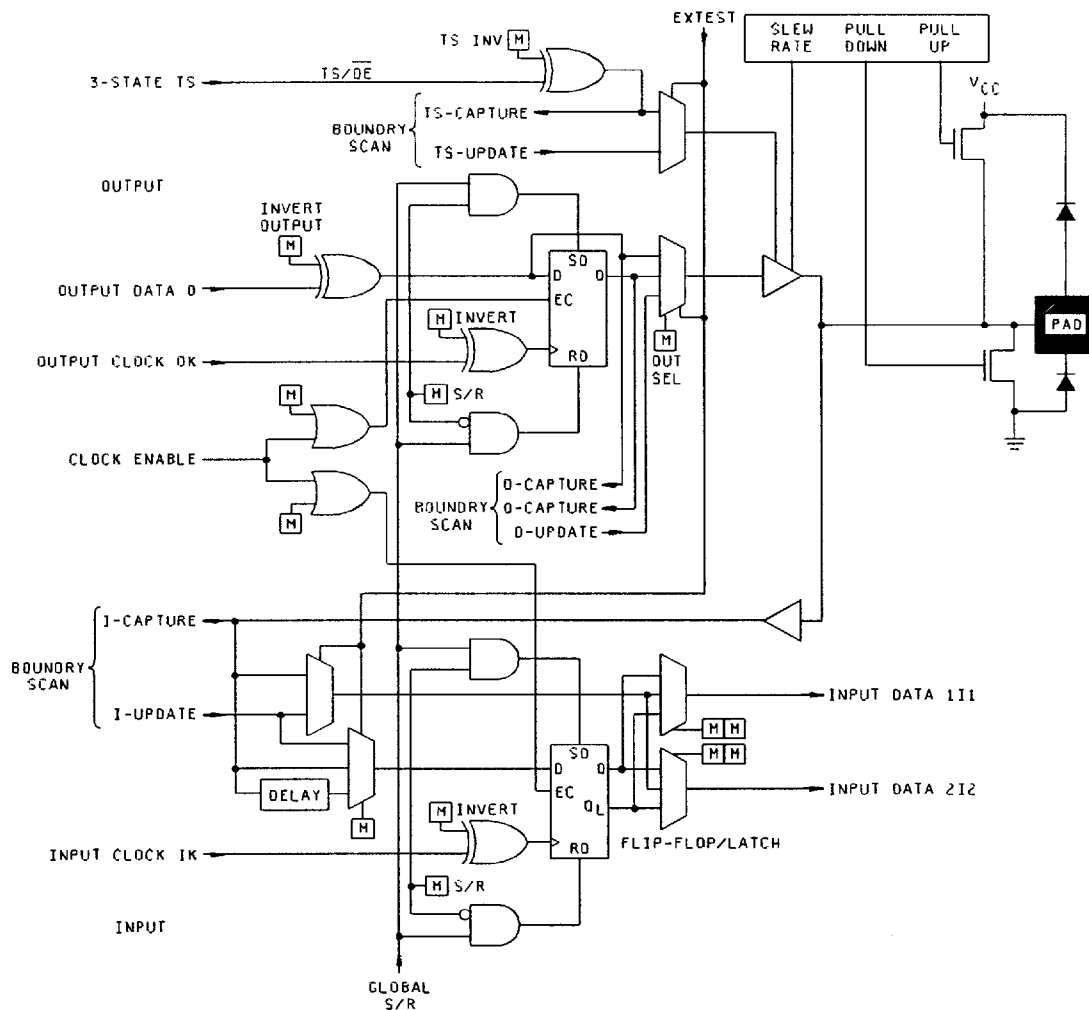 EXTEST
SLEW RATE
PULL DOWN
PULL UP
TS INV M
3-STATE TS
TS/OE
VCC
TS-CAPTURE
BOUNDRY SCAN
TS-UPDATE
OUTPUT
INVERT OUTPUT
M
SD
D
Q
EC
RD
OUTPUT DATA O
M INVERT
PAD
OUTPUT CLOCK OK
M
OUT SEL
M
M S/R
CLOCK ENABLE
M
O-CAPTURE
BOUNDRY SCAN
Q-CAPTURE
O-UPDATE
I-CAPTURE
BOUNDRY SCAN
I-UPDATE
INPUT DATA 1I1
M M
M M
SD
D
Q
EC
QL
RD
DELAY
INPUT DATA 2I2
M
M INVERT
FLIP-FLOP/LATCH
INPUT CLOCK IK
M S/R
INPUT
GLOBAL S/R